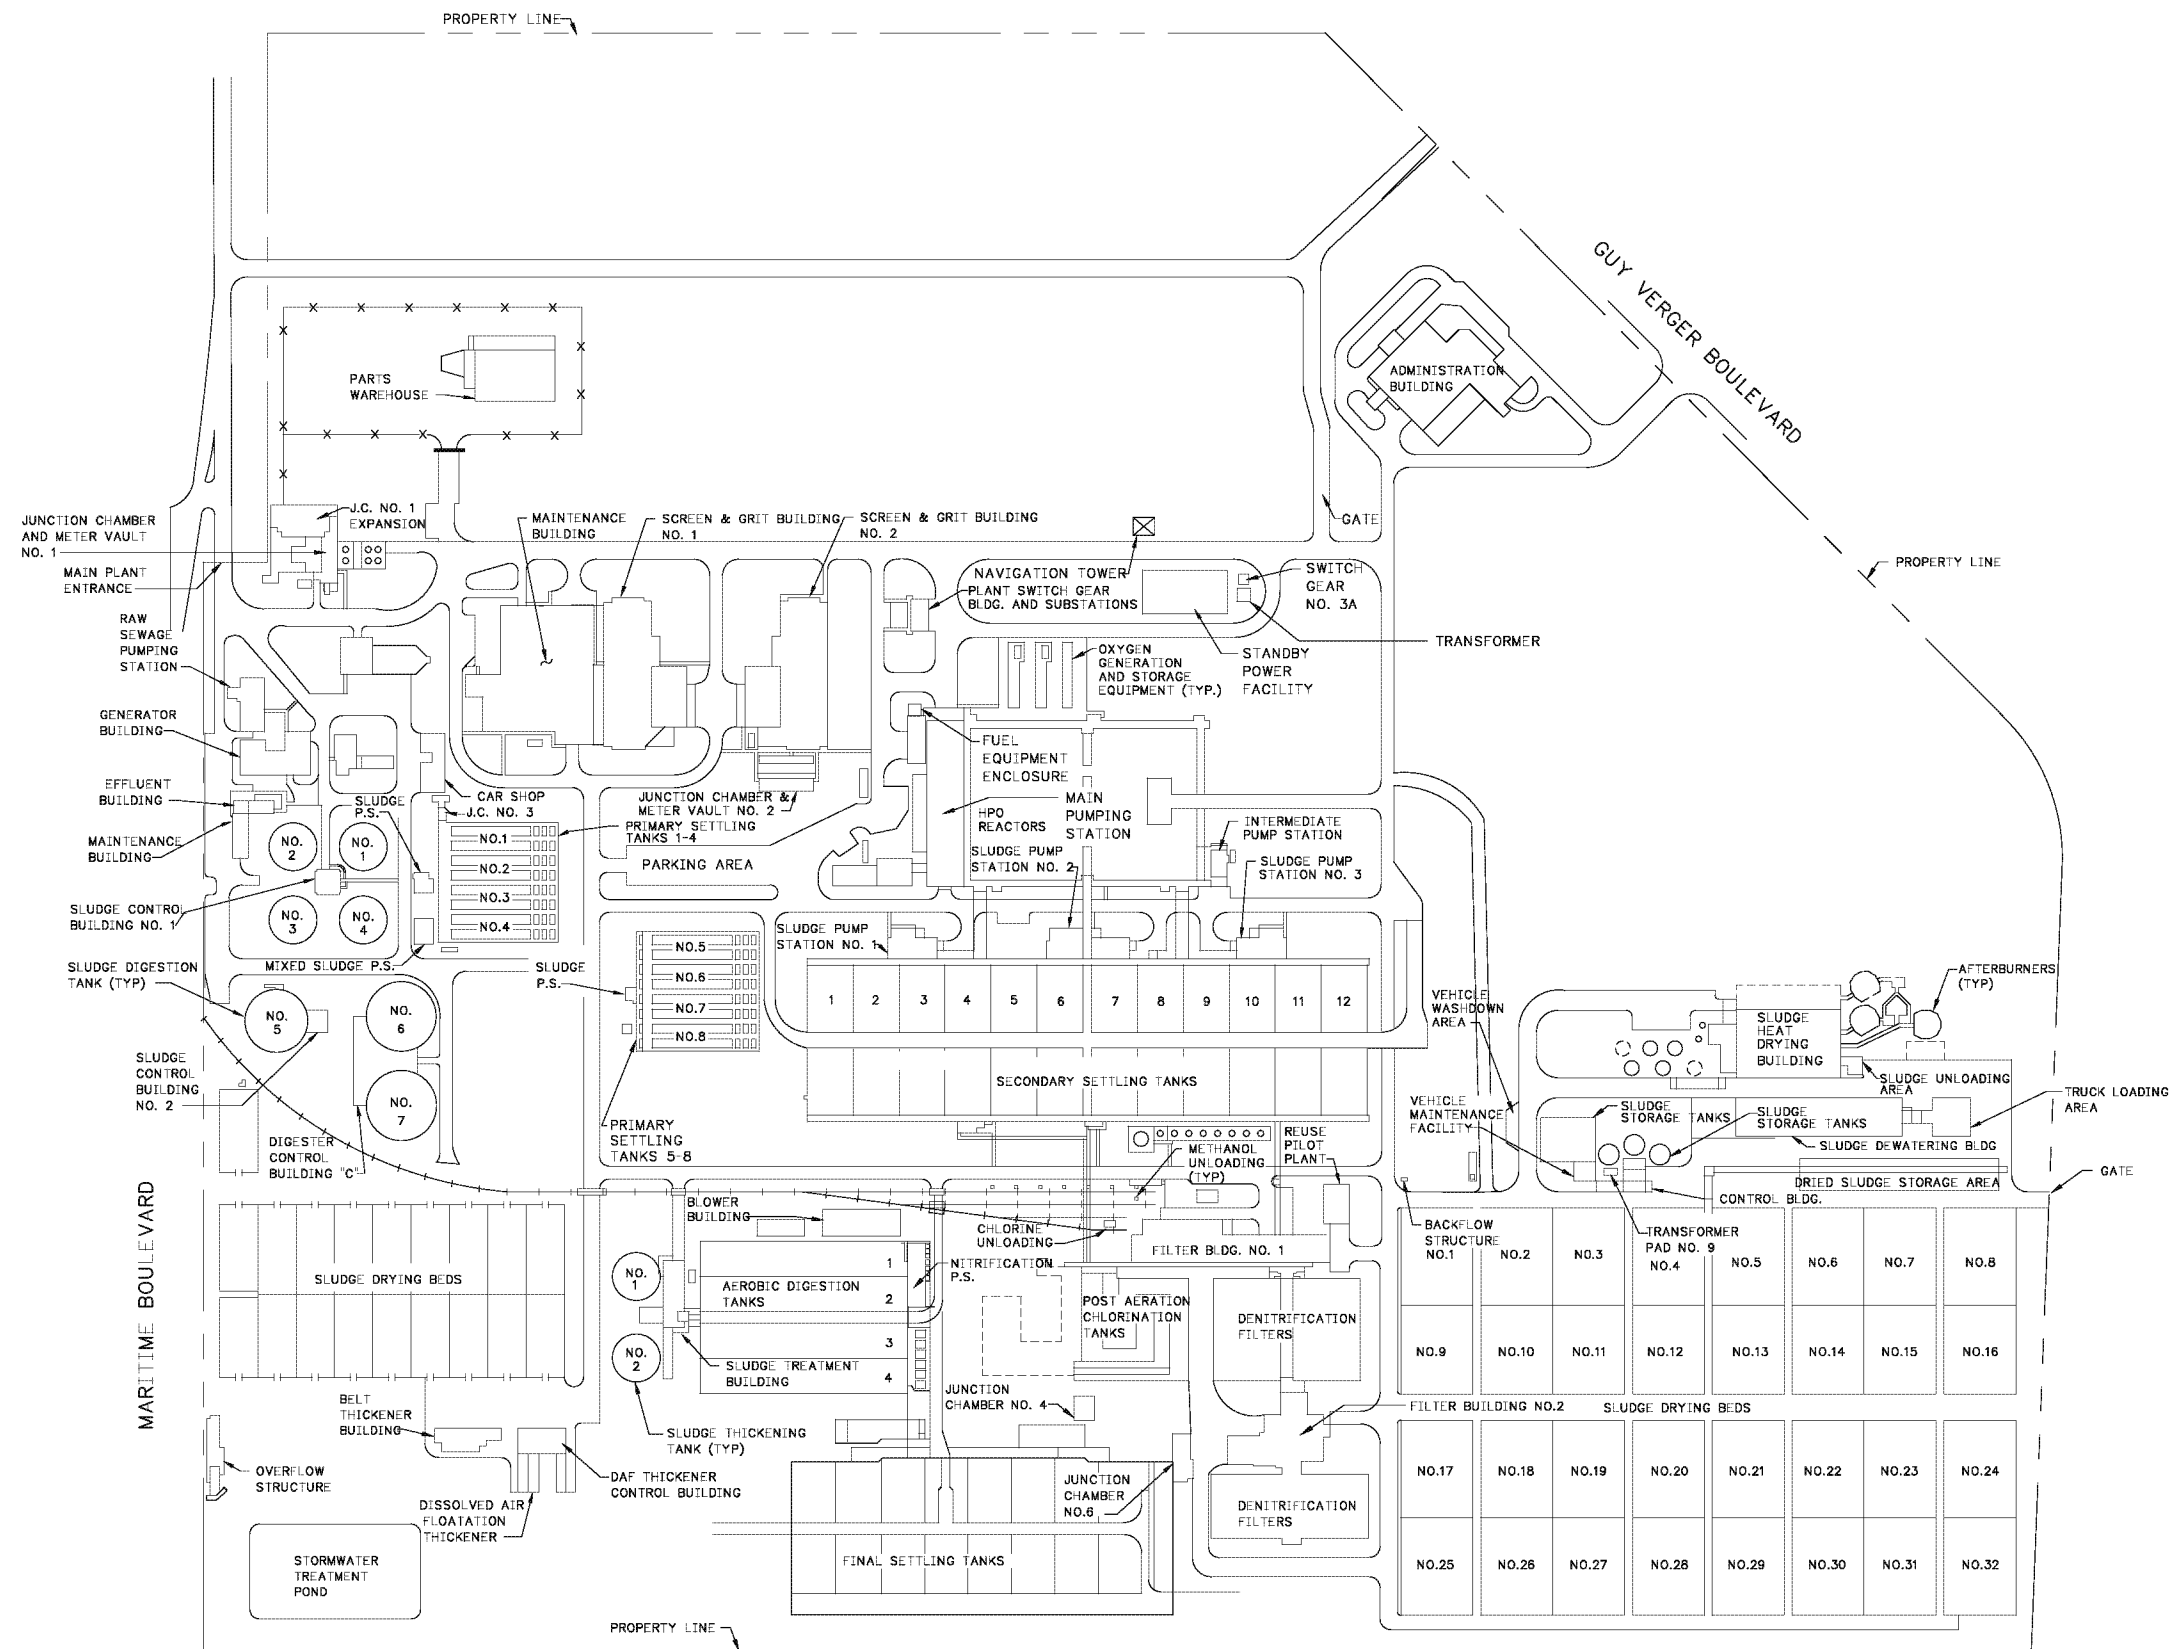 PROPERTY LINE
GUY VERGER BOULEVARD
PARTS
WAREHOUSE
ADMINISTRATION
BUILDING
J.C. NO. 1
EXPANSION
JUNCTION CHAMBER
AND METER VAULT
NO. 1
MAIN PLANT
ENTRANCE
RAW
SEWAGE
PUMPING
STATION
GENERATOR
BUILDING
EFFLUENT
BUILDING
MAINTENANCE
BUILDING
MAINTENANCE
BUILDING
SCREEN & GRIT BUILDING
NO. 1
SCREEN & GRIT BUILDING
NO. 2
GATE
NAVIGATION TOWER
PLANT SWITCH GEAR
BLDG. AND SUBSTATIONS
SWITCH
GEAR
NO. 3A
TRANSFORMER
PROPERTY LINE
OXYGEN
GENERATION
AND STORAGE
EQUIPMENT (TYP.)
STANDBY
POWER
FACILITY
FUEL
EQUIPMENT
ENCLOSURE
HPO
REACTORS
MAIN
PUMPING
STATION
SLUDGE PUMP
STATION NO. 2
INTERMEDIATE
PUMP STATION
SLUDGE PUMP
STATION NO. 3
SLUDGE
P.S.
CAR SHOP
J.C. NO. 3
JUNCTION CHAMBER &
METER VAULT NO. 2
PRIMARY SETTLING
TANKS 1-4
PARKING AREA
NO.
2
NO.
1
NO.
3
NO.
4
NO.1
NO.2
NO.3
NO.4
SLUDGE CONTROL
BUILDING NO. 1
MIXED SLUDGE P.S.
SLUDGE
P.S.
NO.5
NO.6
NO.7
NO.8
SLUDGE PUMP
STATION NO. 1
1 2 3 4 5 6 7 8 9 10 11 12
SECONDARY SETTLING TANKS
SLUDGE DIGESTION
TANK (TYP)
NO.
5
NO.
6
NO.
7
SLUDGE
CONTROL
BUILDING
NO. 2
DIGESTER
CONTROL
BUILDING "C"
PRIMARY
SETTLING
TANKS 5-8
VEHICLE
WASHDOWN
AREA
SLUDGE
HEAT
DRYING
BUILDING
AFTERBURNERS
(TYP)
SLUDGE UNLOADING
AREA
TRUCK LOADING
AREA
VEHICLE
MAINTENANCE
FACILITY
SLUDGE
STORAGE TANKS
SLUDGE
STORAGE TANKS
SLUDGE DEWATERING BLDG
DRIED SLUDGE STORAGE AREA
CONTROL BLDG.
GATE
REUSE
PILOT
PLANT
METHANOL
UNLOADING
(TYP)
BLOWER
BUILDING
CHLORINE
UNLOADING
FILTER BLDG. NO. 1
BACKFLOW
STRUCTURE
TRANSFORMER
PAD NO. 9
MARITIME BOULEVARD
SLUDGE DRYING BEDS
NO.
1
NO.
2
AEROBIC DIGESTION
TANKS
1
2
3
4
NITRIFICATION
P.S.
POST AERATION
CHLORINATION
TANKS
DENITRIFICATION
FILTERS
NO.1 NO.2 NO.3 NO.4 NO.5 NO.6 NO.7 NO.8
NO.9 NO.10 NO.11 NO.12 NO.13 NO.14 NO.15 NO.16
SLUDGE TREATMENT
BUILDING
JUNCTION
CHAMBER NO. 4
FILTER BUILDING NO.2
SLUDGE DRYING BEDS
BELT
THICKENER
BUILDING
SLUDGE THICKENING
TANK (TYP)
OVERFLOW
STRUCTURE
DAF THICKENER
CONTROL BUILDING
DISSOLVED AIR
FLOATATION
THICKENER
JUNCTION
CHAMBER
NO.6
DENITRIFICATION
FILTERS
NO.17 NO.18 NO.19 NO.20 NO.21 NO.22 NO.23 NO.24
NO.25 NO.26 NO.27 NO.28 NO.29 NO.30 NO.31 NO.32
STORMWATER
TREATMENT
POND
FINAL SETTLING TANKS
PROPERTY LINE